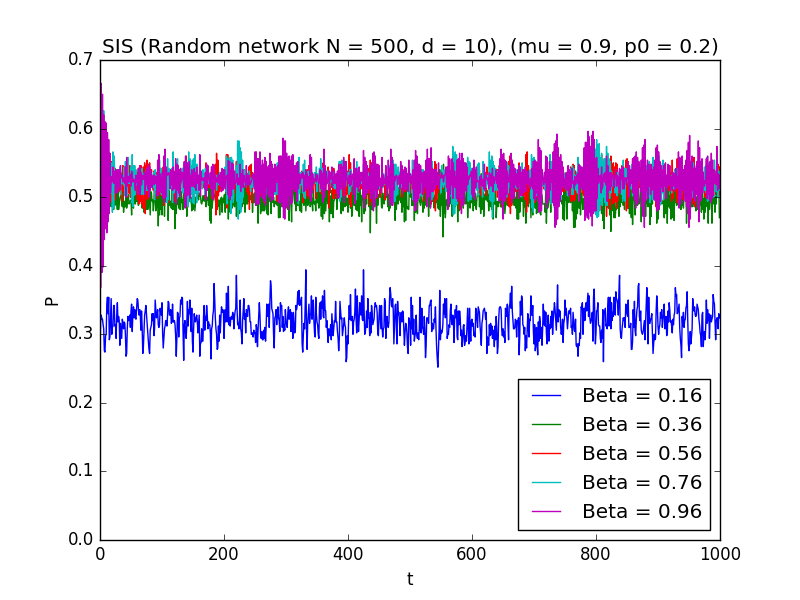 SIS (Random network N = 500, d = 10), (mu = 0.9, p0 = 0.2)
0.7
0.6
0.5
0.4
0.3
0.2
0.1
0.0
P
Beta = 0.16
Beta = 0.36
Beta = 0.56
Beta = 0.76
Beta = 0.96
0 200 400 600 800 1000
t